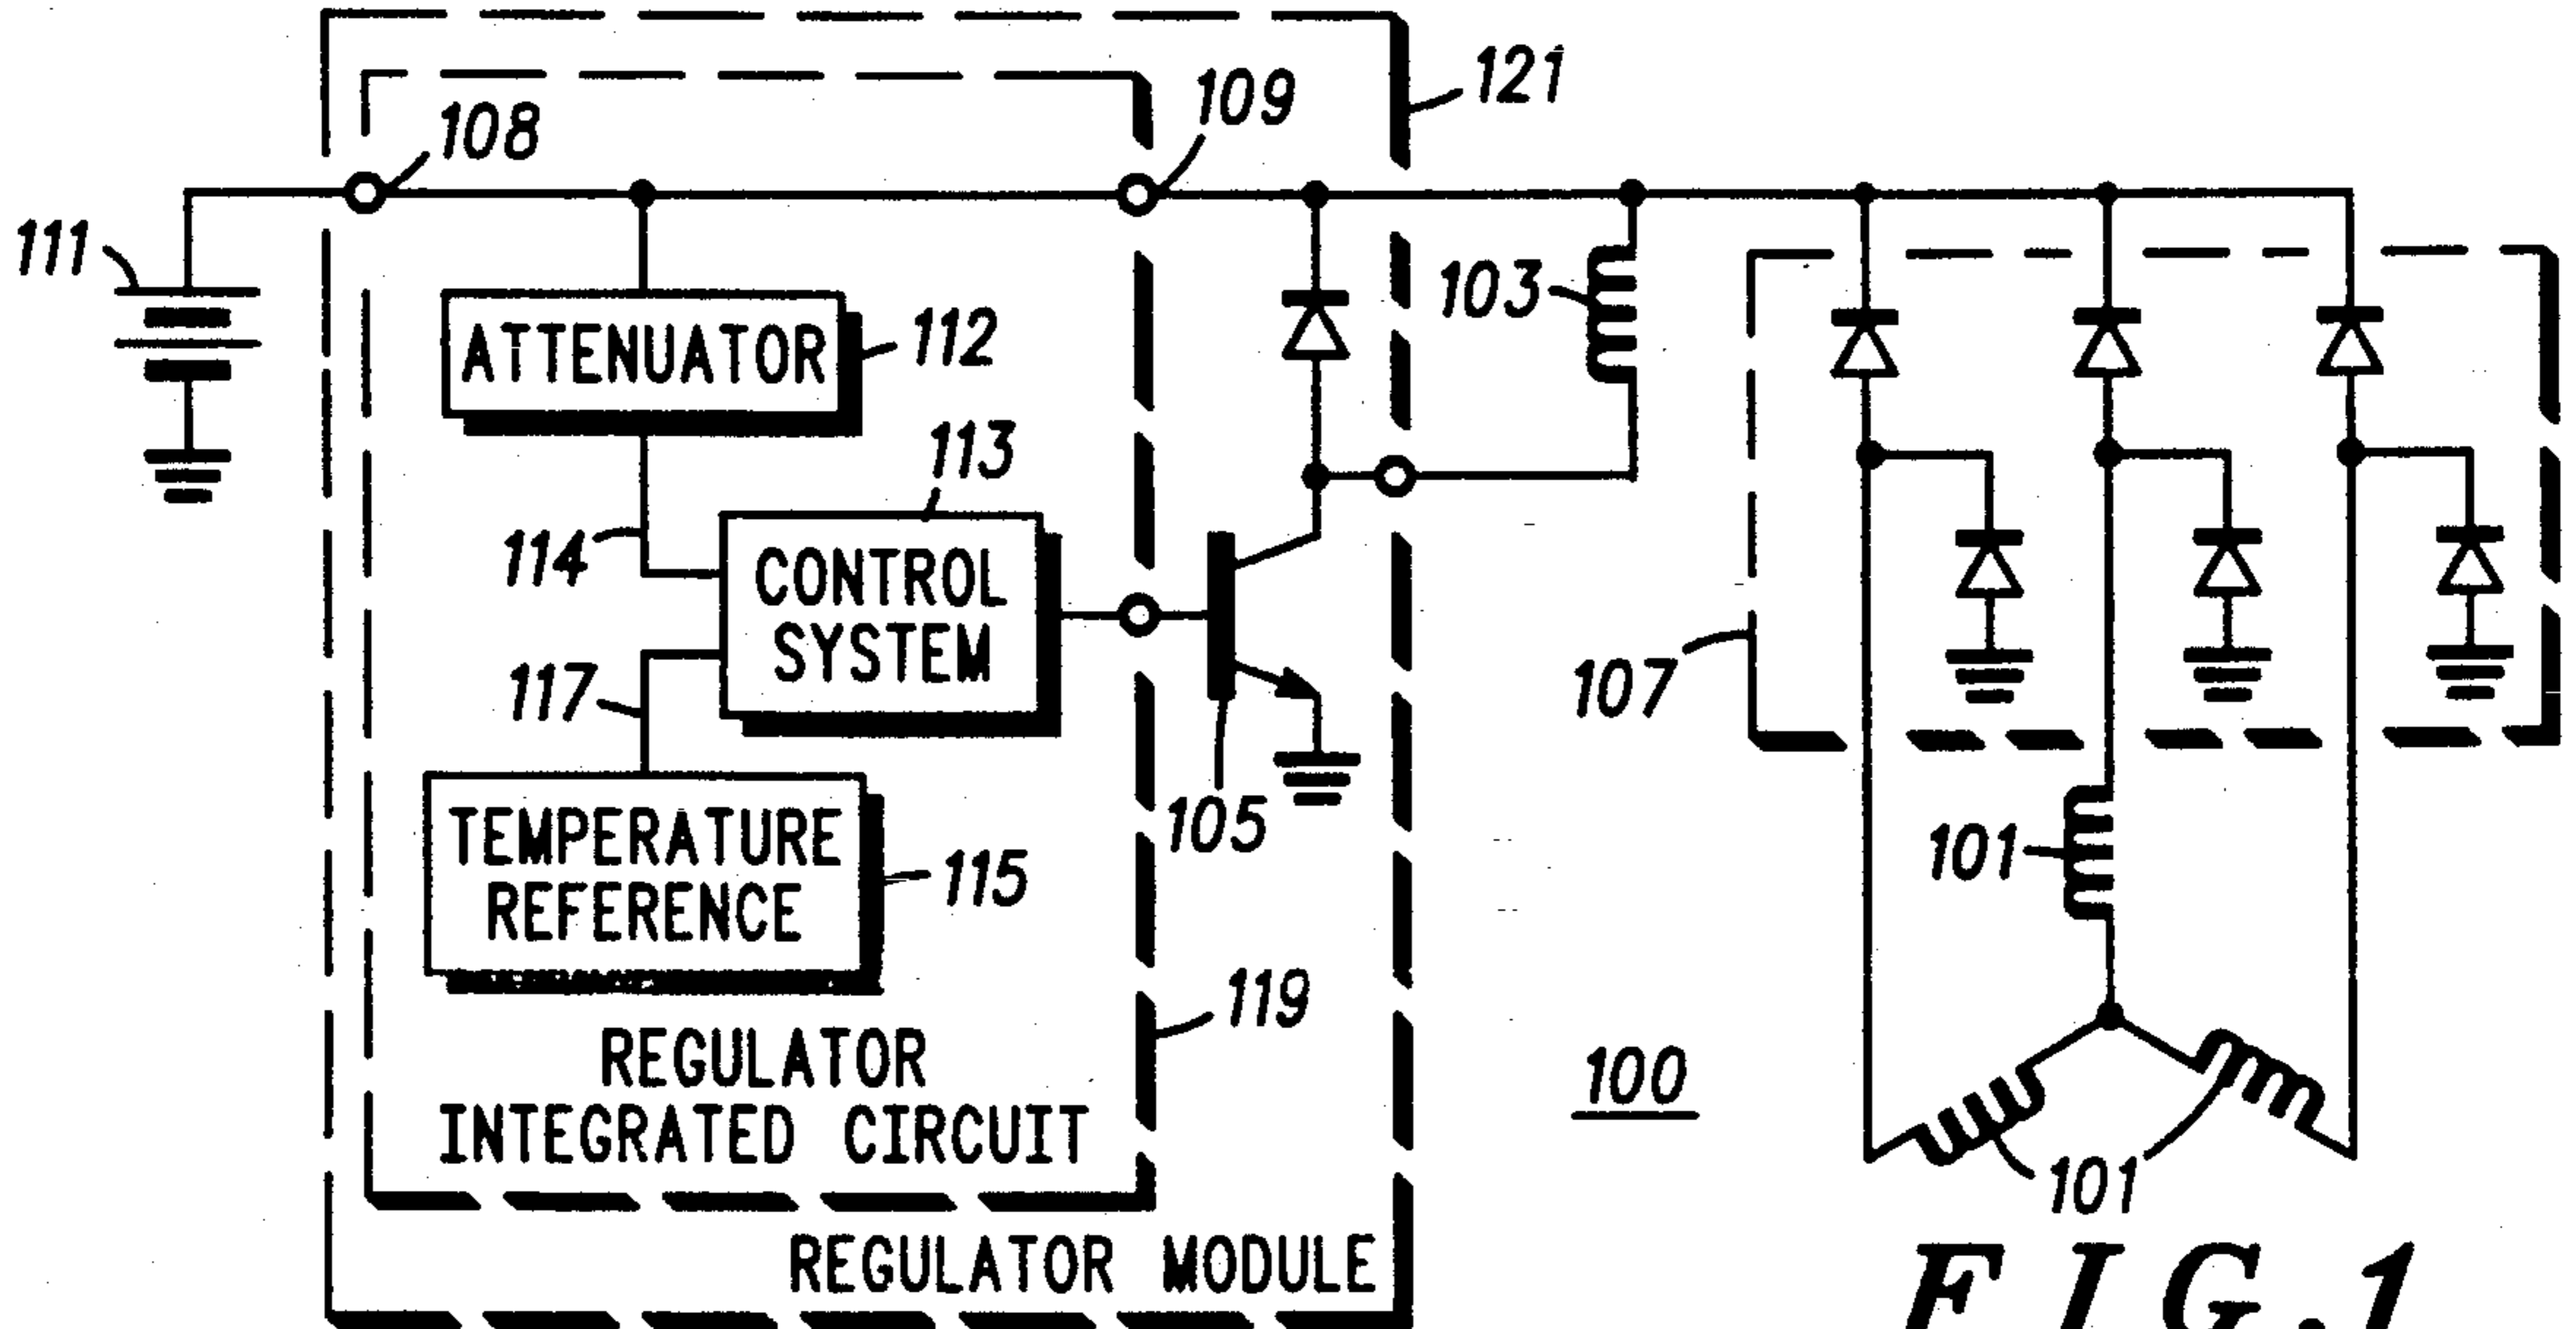 121
109
108
111
103
ATTENUATOR
112
113
114
CONTROL
SYSTEM
117
107
105
TEMPERATURE
REFERENCE
115
101
119
REGULATOR
INTEGRATED CIRCUIT
100
101
REGULATOR MODULE
FIG.1